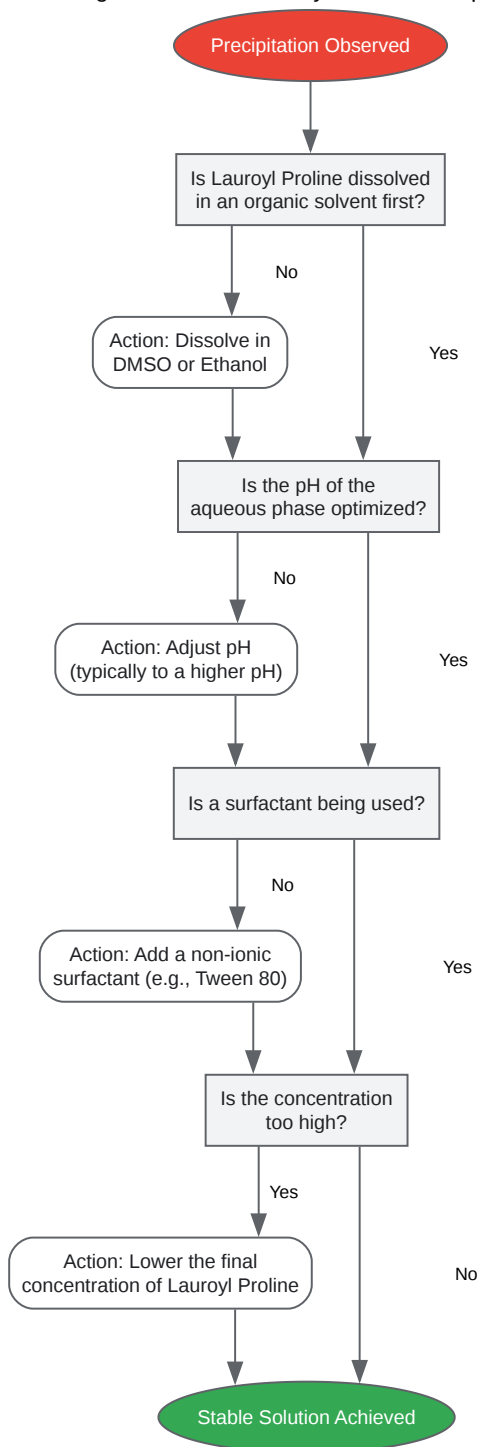 Precipitation Observed
Is Lauroyl Proline dissolved
in an organic solvent first?
No
Action: Dissolve in
DMSO or Ethanol
Yes
Is the pH of the
aqueous phase optimized?
No
Action: Adjust pH
(typically to a higher pH)
Yes
Is a surfactant being used?
No
Action: Add a non-ionic
surfactant (e.g., Tween 80)
Yes
Is the concentration
too high?
Yes
Action: Lower the final
concentration of Lauroyl Proline
No
Stable Solution Achieved